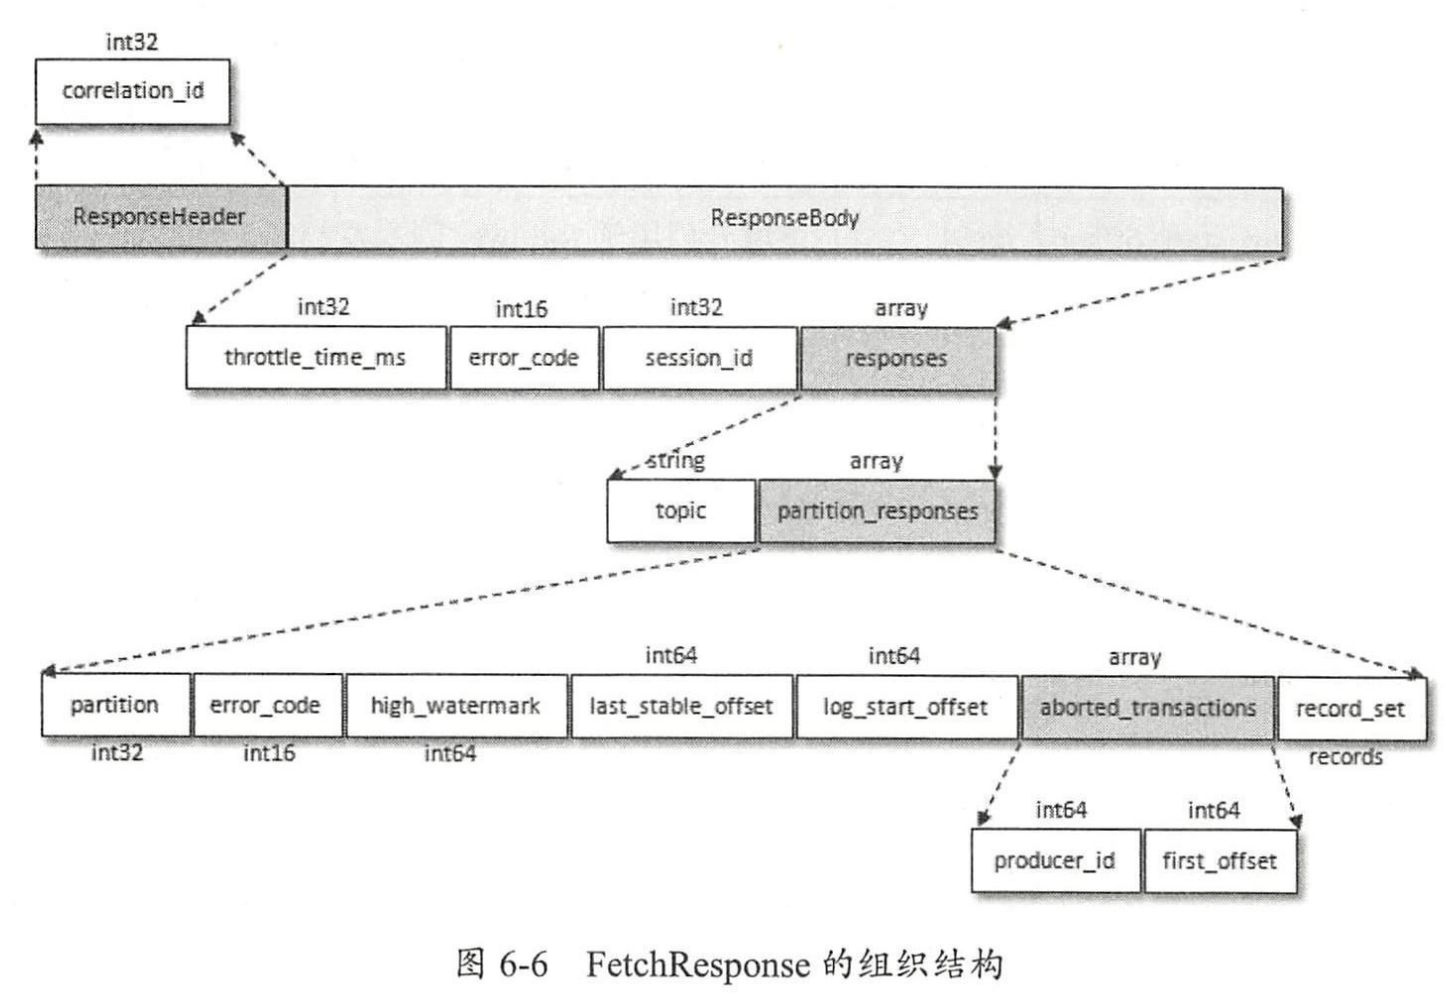 int32
correlation_id
ResponseHeader ResponseBody
int32 int16 int32 array
throttle_time_ms error_code session_id responses
string array
topic partition_responses
int64 int64 array
partition error_code high_watermark last_stable_offset log_start_offset aborted_transactions record_set
int32 int16 int64 records
int64 int64
producer_id first_offset
图 6-6 FetchResponse 的组织结构